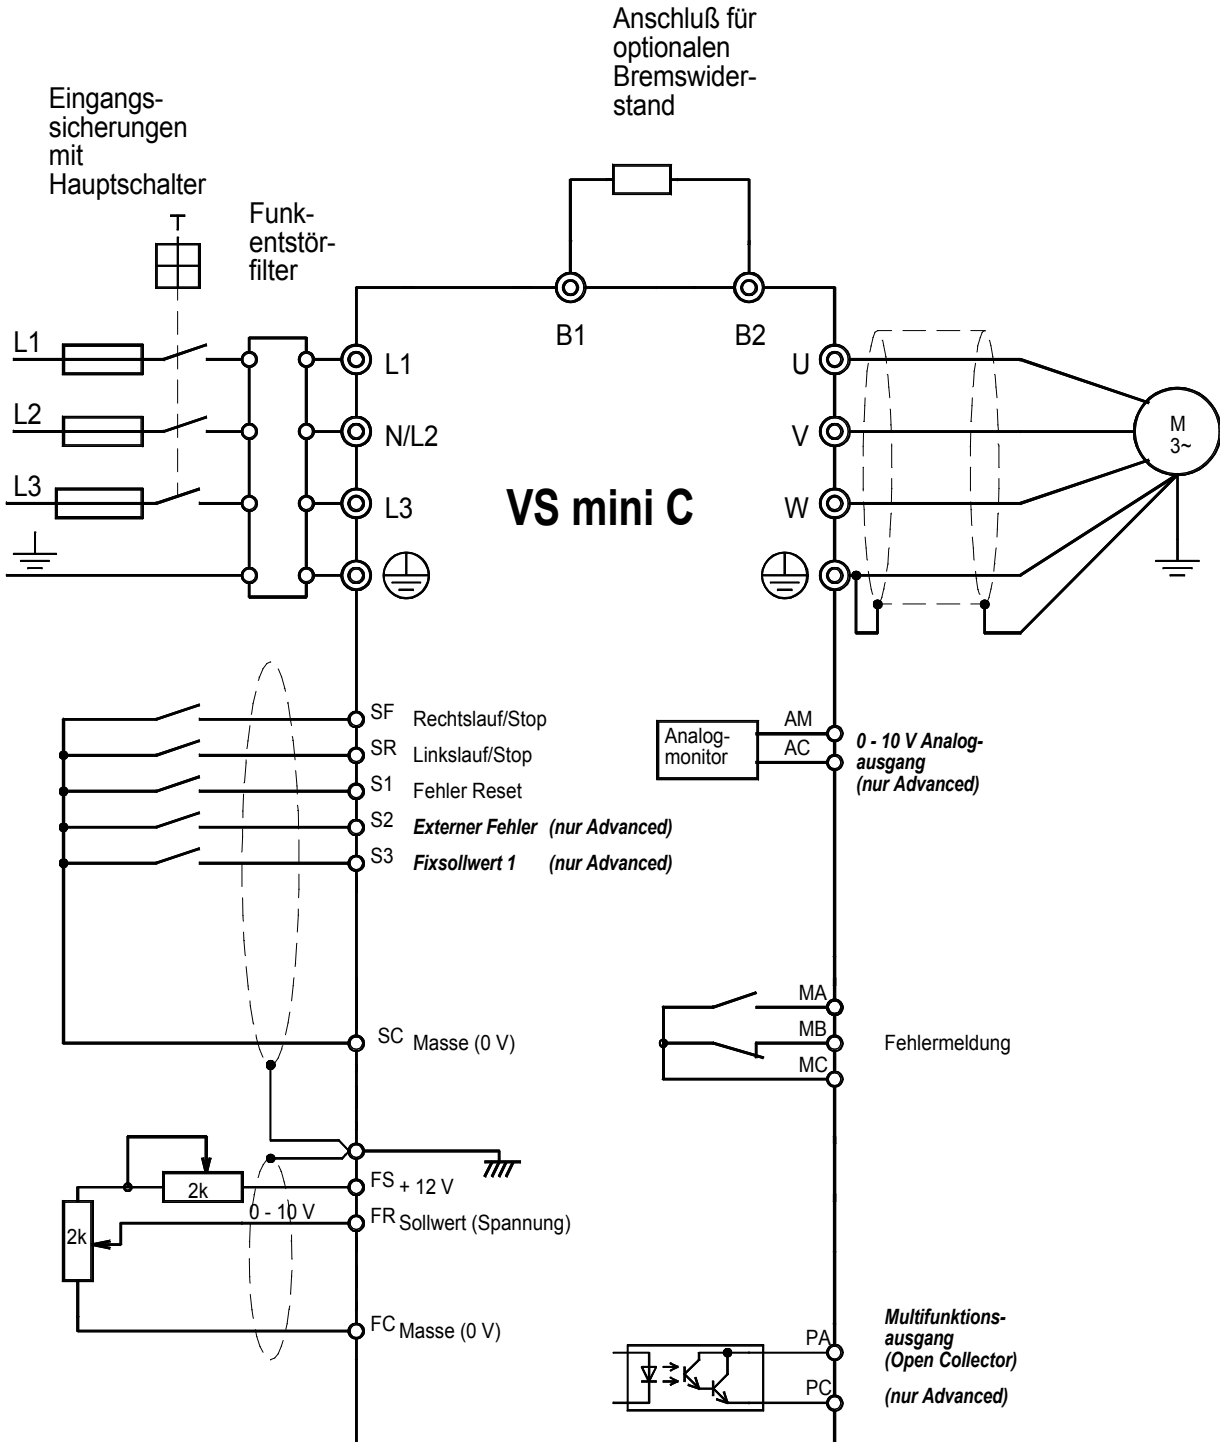 Anschluß für
optionalen
Bremswider-
stand
Eingangs-
sicherungen
mit
Hauptschalter
Funk-
entstör-
filter
B1
B2
L1
L1
U
L2
N/L2
V
M
3~
L3
L3
VS mini C
W
SF Rechtslauf/Stop
SR Linkslauf/Stop
S1 Fehler Reset
S2 Externer Fehler (nur Advanced)
S3 Fixsollwert 1 (nur Advanced)
Analog-
monitor
AM
AC
0 - 10 V Analog-
ausgang
(nur Advanced)
SC Masse (0 V)
MA
MB
MC
Fehlermeldung
2k
FS + 12 V
0 - 10 V
FR Sollwert (Spannung)
2k
FC Masse (0 V)
PA
PC
Multifunktions-
ausgang
(Open Collector)
(nur Advanced)